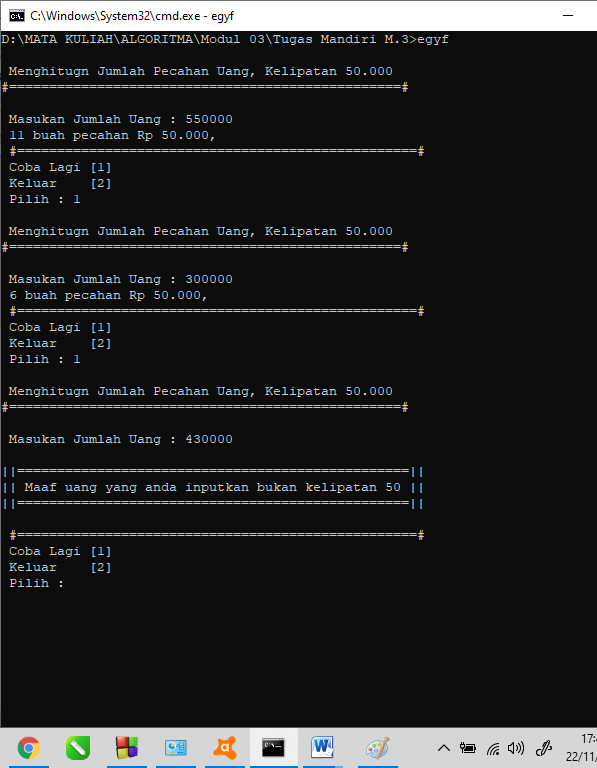 C:\Windows\System32\cmd.exe - egyf
D:\MATA KULIAH\ALGORITMA\Modul 03\Tugas Mandiri M.3>egyf
Menghitugn Jumlah Pecahan Uang, Kelipatan 50.000
#=================================================#
Masukan Jumlah Uang : 550000
11 buah pecahan Rp 50.000,
#==================================================#
Coba Lagi [1]
Keluar    [2]
Pilih : 1
Menghitugn Jumlah Pecahan Uang, Kelipatan 50.000
#=================================================#
Masukan Jumlah Uang : 300000
6 buah pecahan Rp 50.000,
#==================================================#
Coba Lagi [1]
Keluar    [2]
Pilih : 1
Menghitugn Jumlah Pecahan Uang, Kelipatan 50.000
#=================================================#
Masukan Jumlah Uang : 430000
||=================================================||
|| Maaf uang yang anda inputkan bukan kelipatan 50 ||
||=================================================||
#==================================================#
Coba Lagi [1]
Keluar    [2]
Pilih :
17:
22/11/